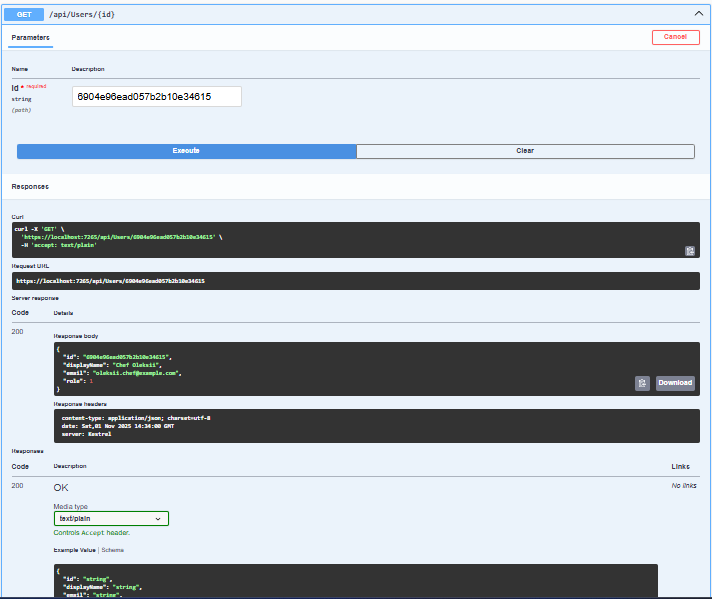 GET /api/Users/{id}
Parameters
Cancel
Name Description
id * required
string
(path)
6904e96ead057b2b10e34615
Execute Clear
Responses
Curl
curl -X 'GET' \
'https://localhost:7265/api/Users/6904e96ead057b2b10e34615' \
-H 'accept: text/plain'
Request URL
https://localhost:7265/api/Users/6904e96ead057b2b10e34615
Server response
Code Details
200
Response body
{
"id": "6904e96ead057b2b10e34615",
"displayName": "Chef Oleksii",
"email": "oleksii.chef@example.com",
"role": 1
}
Download
Response headers
content-type: application/json; charset=utf-8
date: Sat,01 Nov 2025 14:34:00 GMT
server: Kestrel
Responses
Code Description Links
200 OK No links
Media type
text/plain
Controls Accept header.
Example Value | Schema
{
"id": "string",
"displayName": "string",
"email": "string",